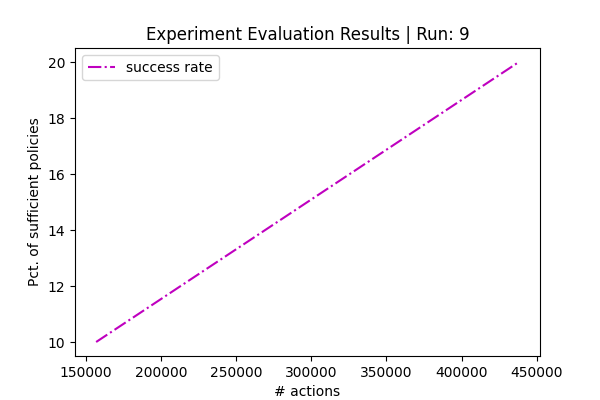 Experiment Evaluation Results | Run: 9
success rate
Pct. of sufficient policies
20
18
16
14
12
10
150000 200000 250000 300000 350000 400000 450000
# actions